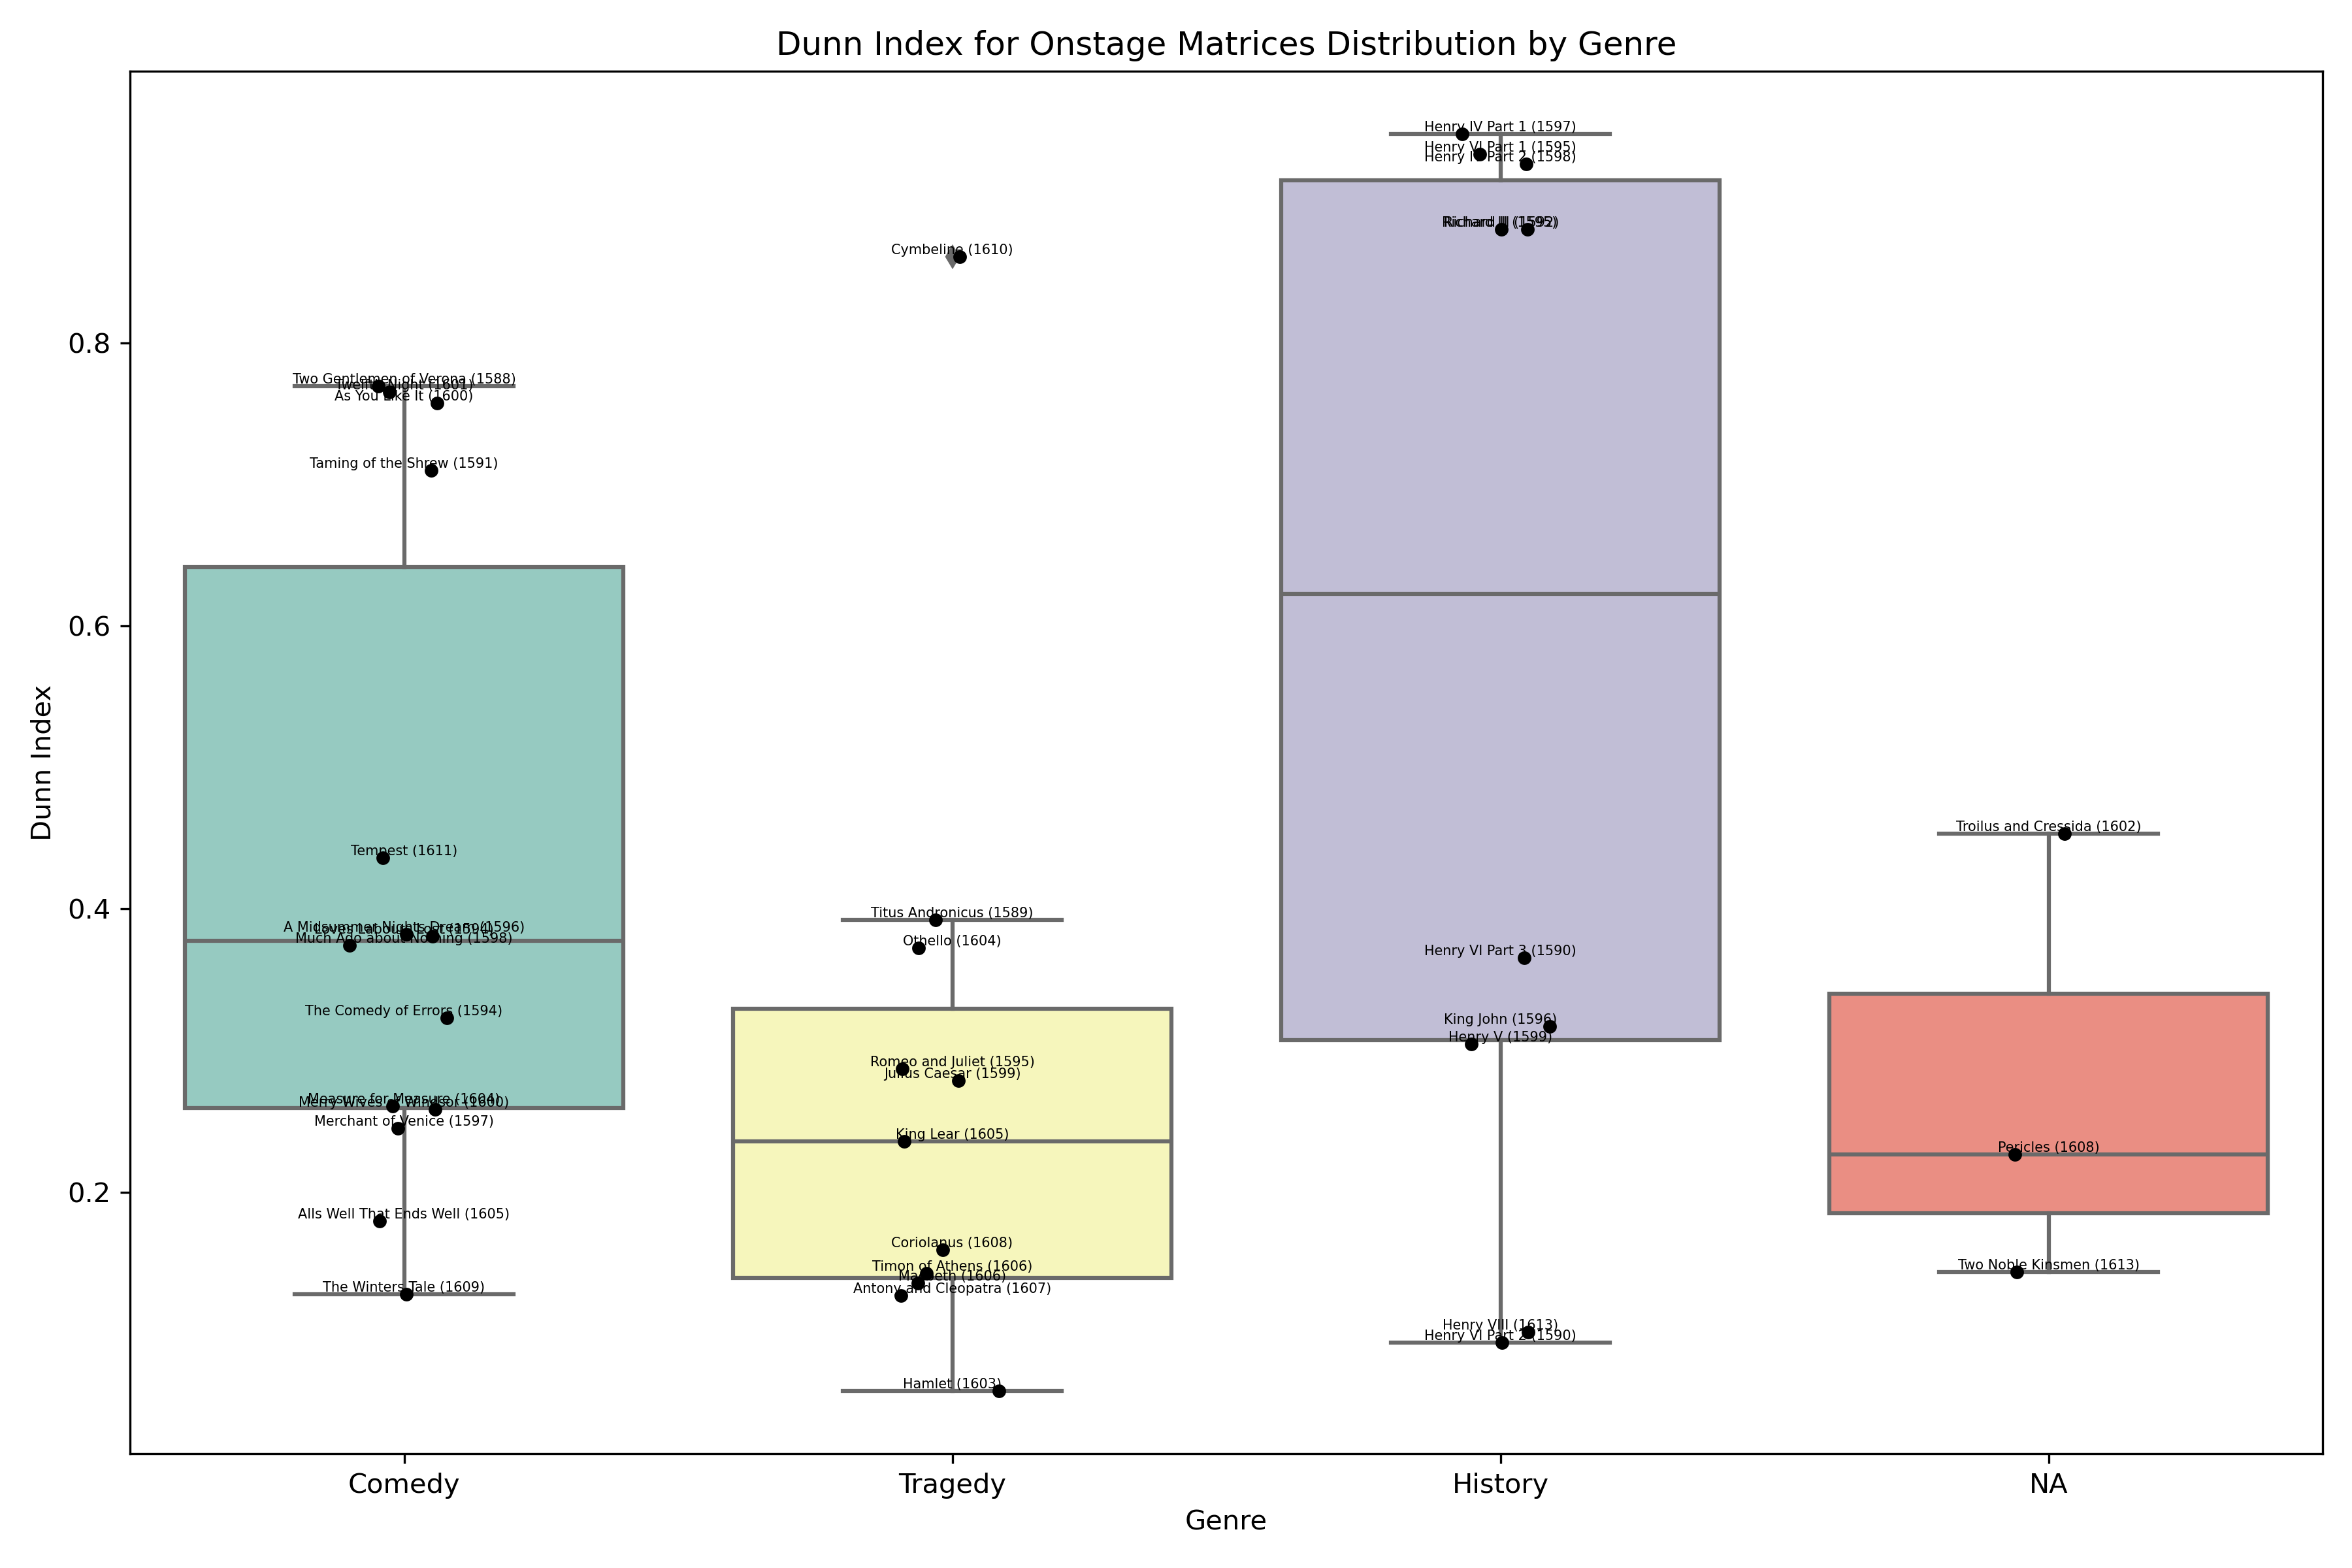 Dunn Index for Onstage Matrices Distribution by Genre
Dunn Index
0.8
0.6
0.4
0.2
Two Gentlemen of Verona (1588)
Twelfth Night (1601)
As You Like It (1600)
Taming of the Shrew (1591)
Tempest (1611)
A Midsummer Nights Dream (1596)
Loves Labours Lost (1594)
Much Ado about Nothing (1598)
The Comedy of Errors (1594)
Measure for Measure (1604)
Merry Wives of Windsor (1600)
Merchant of Venice (1597)
Alls Well That Ends Well (1605)
The Winters Tale (1609)
Cymbeline (1610)
Titus Andronicus (1589)
Othello (1604)
Romeo and Juliet (1595)
Julius Caesar (1599)
King Lear (1605)
Coriolanus (1608)
Timon of Athens (1606)
Macbeth (1606)
Antony and Cleopatra (1607)
Hamlet (1603)
Henry IV Part 1 (1597)
Henry VI Part 1 (1595)
Henry IV Part 2 (1598)
Richard
Henry VI Part 3 (1590)
King John (1596)
Henry V (1599)
Henry VIII (1613)
Henry VI Part 2 (1590)
Troilus and Cressida (1602)
Pericles (1608)
Two Noble Kinsmen (1613)
Comedy
Tragedy
History
NA
Genre